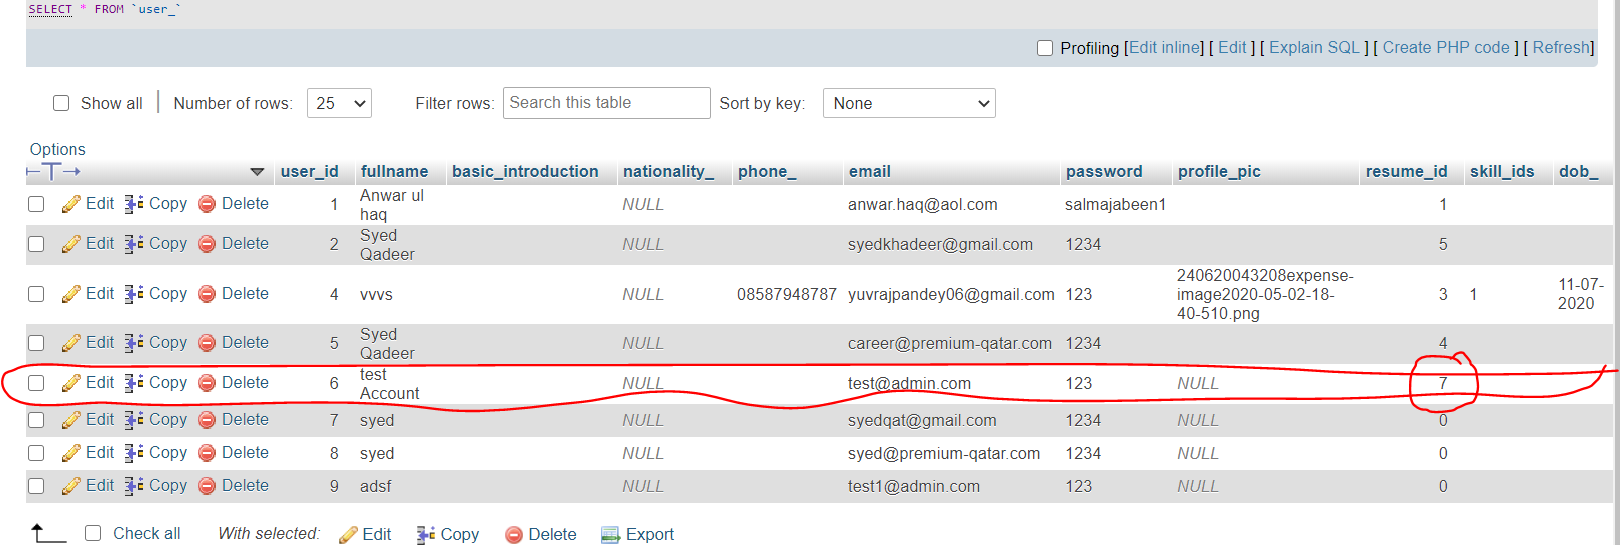 SELECT * FROM `user_`
Profiling [Edit inline] [ Edit ] [ Explain SQL ] [ Create PHP code ] [ Refresh]
Show all | Number of rows: 25 Filter rows: Search this table Sort by key: None
Options
user_id fullname basic_introduction nationality_ phone_ email password profile_pic resume_id skill_ids dob_
Edit Copy Delete 1 Anwar ul haq NULL anwar.haq@aol.com salmajabeen1 1
Edit Copy Delete 2 Syed Qadeer NULL syedkhadeer@gmail.com 1234 5
Edit Copy Delete 4 vvvs NULL 08587948787 yuvrajpandey06@gmail.com 123 240620043208expense-image2020-05-02-18-40-510.png 3 1 11-07-2020
Edit Copy Delete 5 Syed Qadeer NULL career@premium-qatar.com 1234 4
Edit Copy Delete 6 test Account NULL test@admin.com 123 NULL 7
Edit Copy Delete 7 syed NULL syedqat@gmail.com 1234 NULL 0
Edit Copy Delete 8 syed NULL syed@premium-qatar.com 1234 NULL 0
Edit Copy Delete 9 adsf NULL test1@admin.com 123 NULL 0
Check all With selected: Edit Copy Delete Export